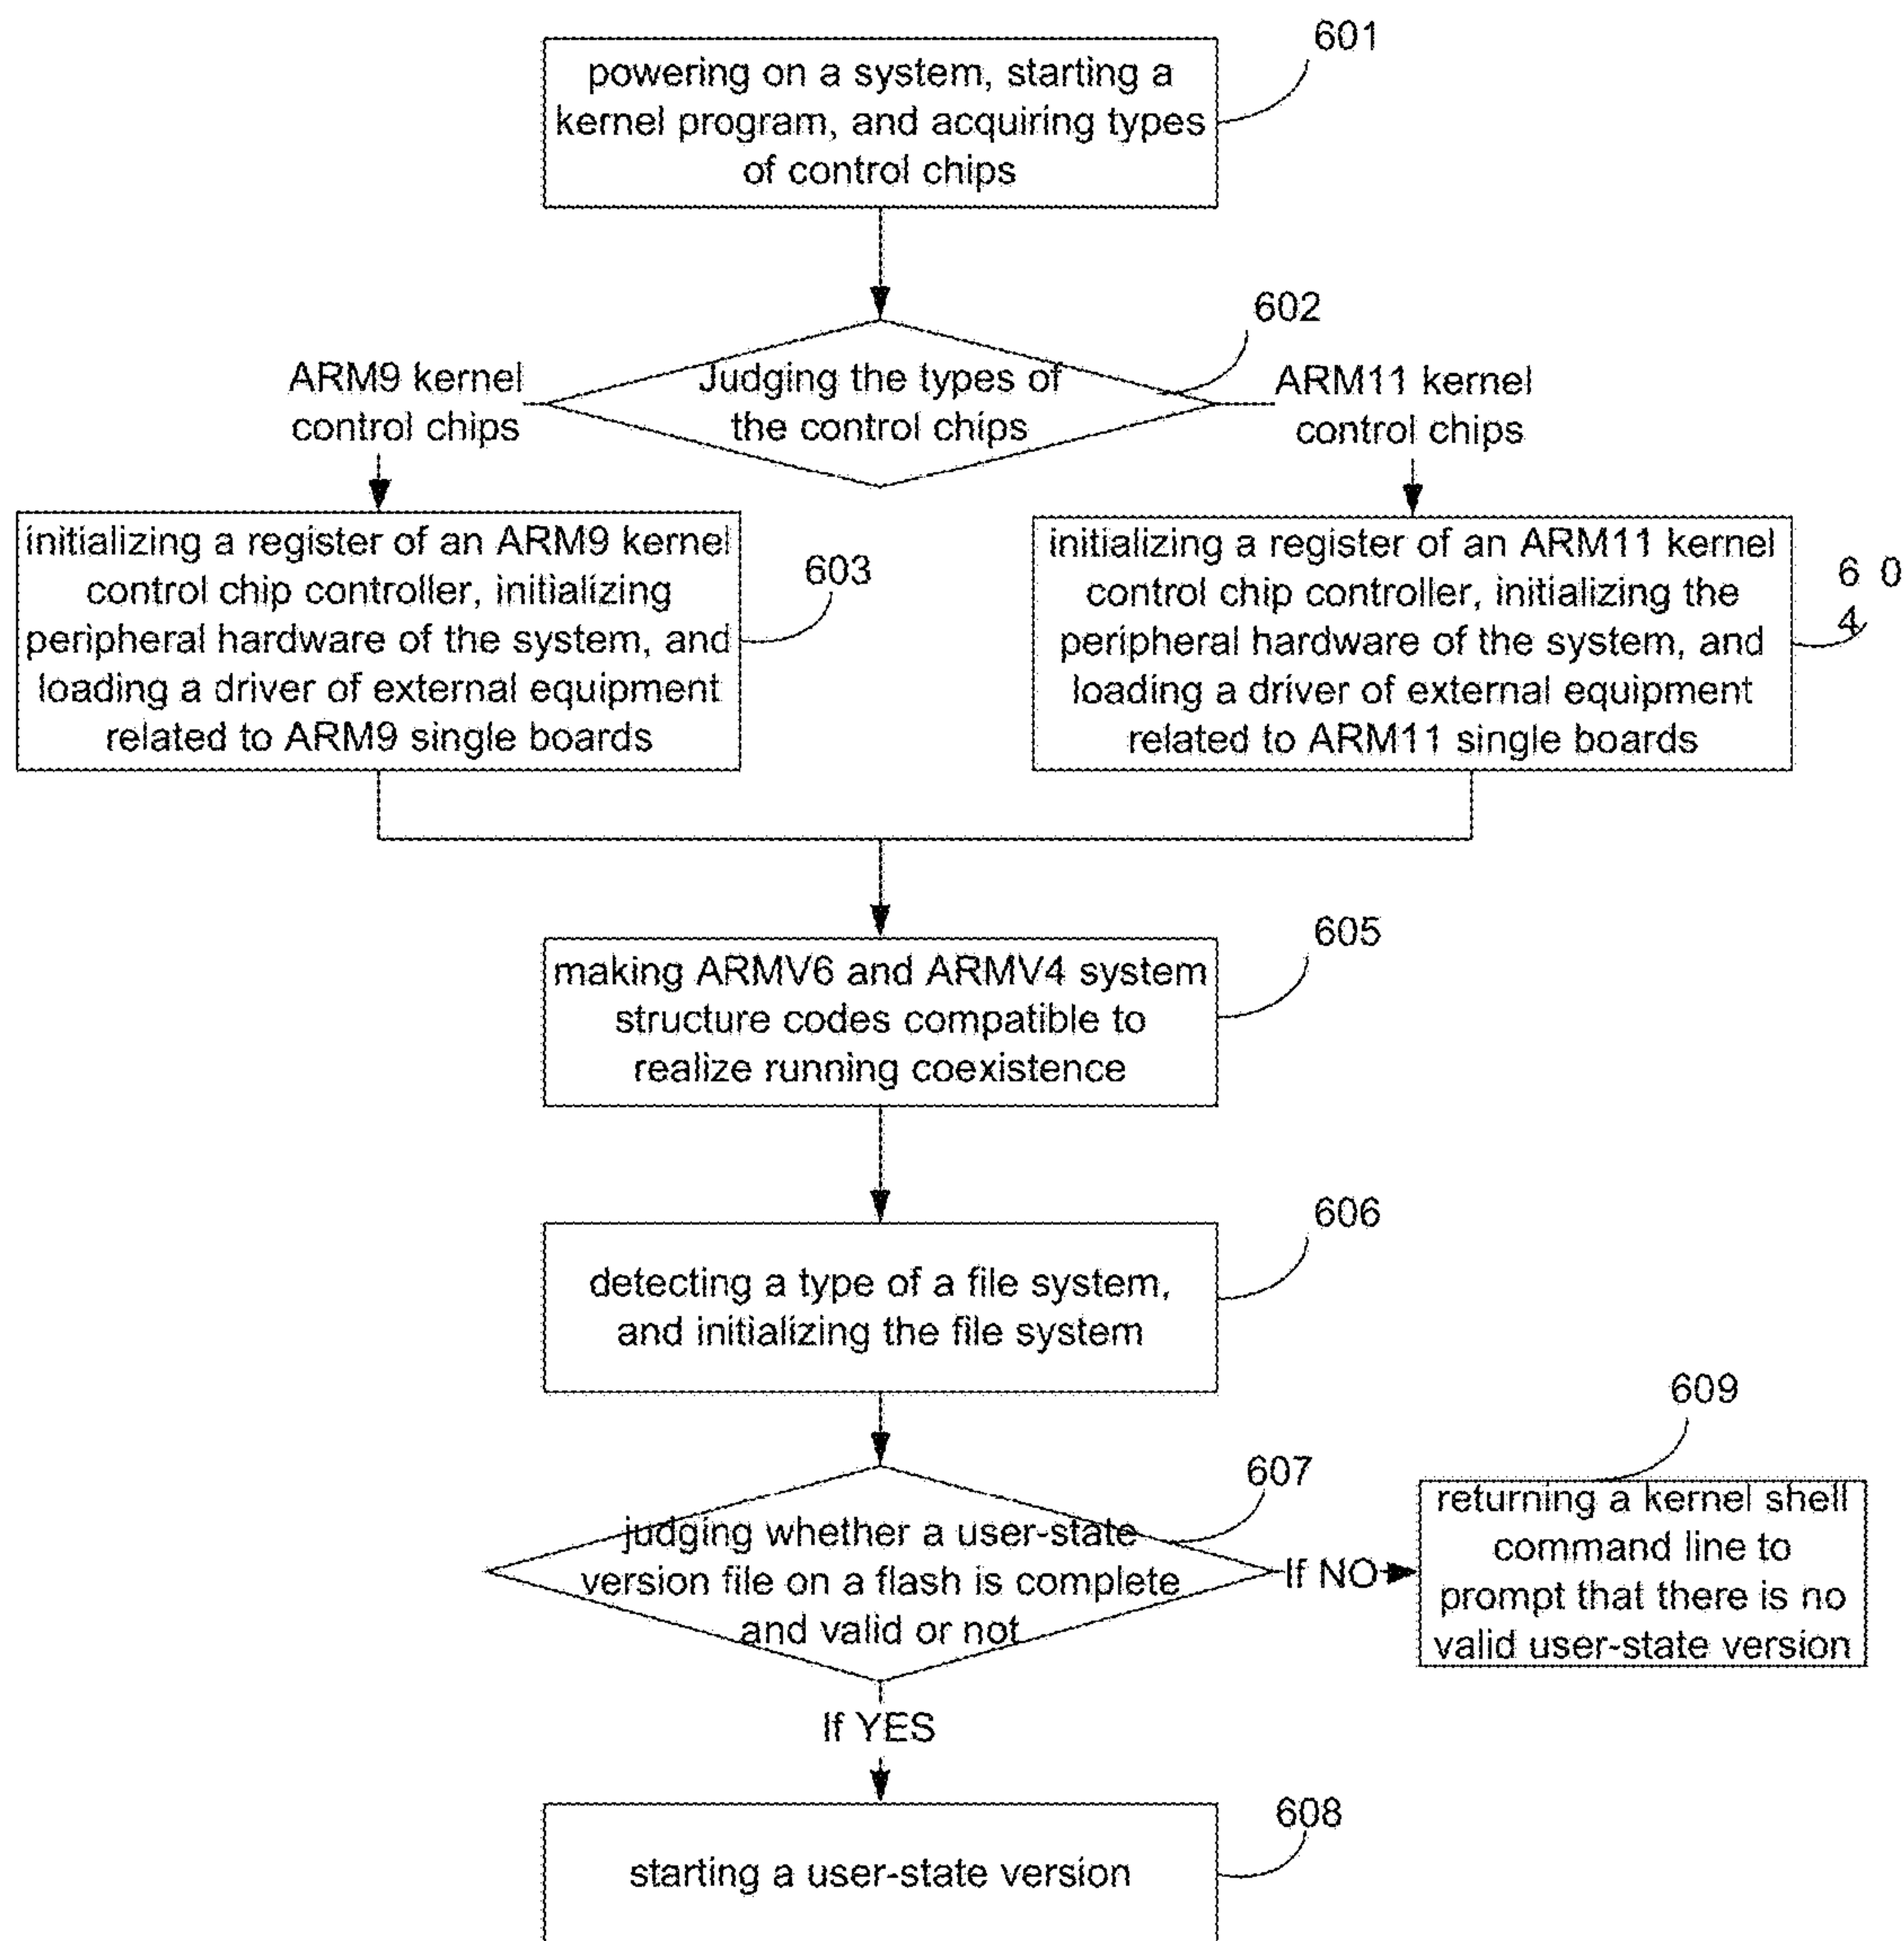 601
powering on a system, starting a
kernel program, and acquiring types
of control chips
602
ARM9 kernel
control chips
Judging the types of
the control chips
ARM11 kernel
control chips
initializing a register of an ARM9 kernel
control chip controller, initializing
peripheral hardware of the system, and
loading a driver of external equipment
related to ARM9 single boards
603
initializing a register of an ARM11 kernel
control chip controller, initializing the
peripheral hardware of the system, and
loading a driver of external equipment
related to ARM11 single boards
6 0
4
605
making ARMV6 and ARMV4 system
structure codes compatible to
realize running coexistence
606
detecting a type of a file system,
and initializing the file system
607
judging whether a user-state
version file on a flash is complete
and valid or not
If NO
609
returning a kernel shell
command line to
prompt that there is no
valid user-state version
If YES
608
starting a user-state version